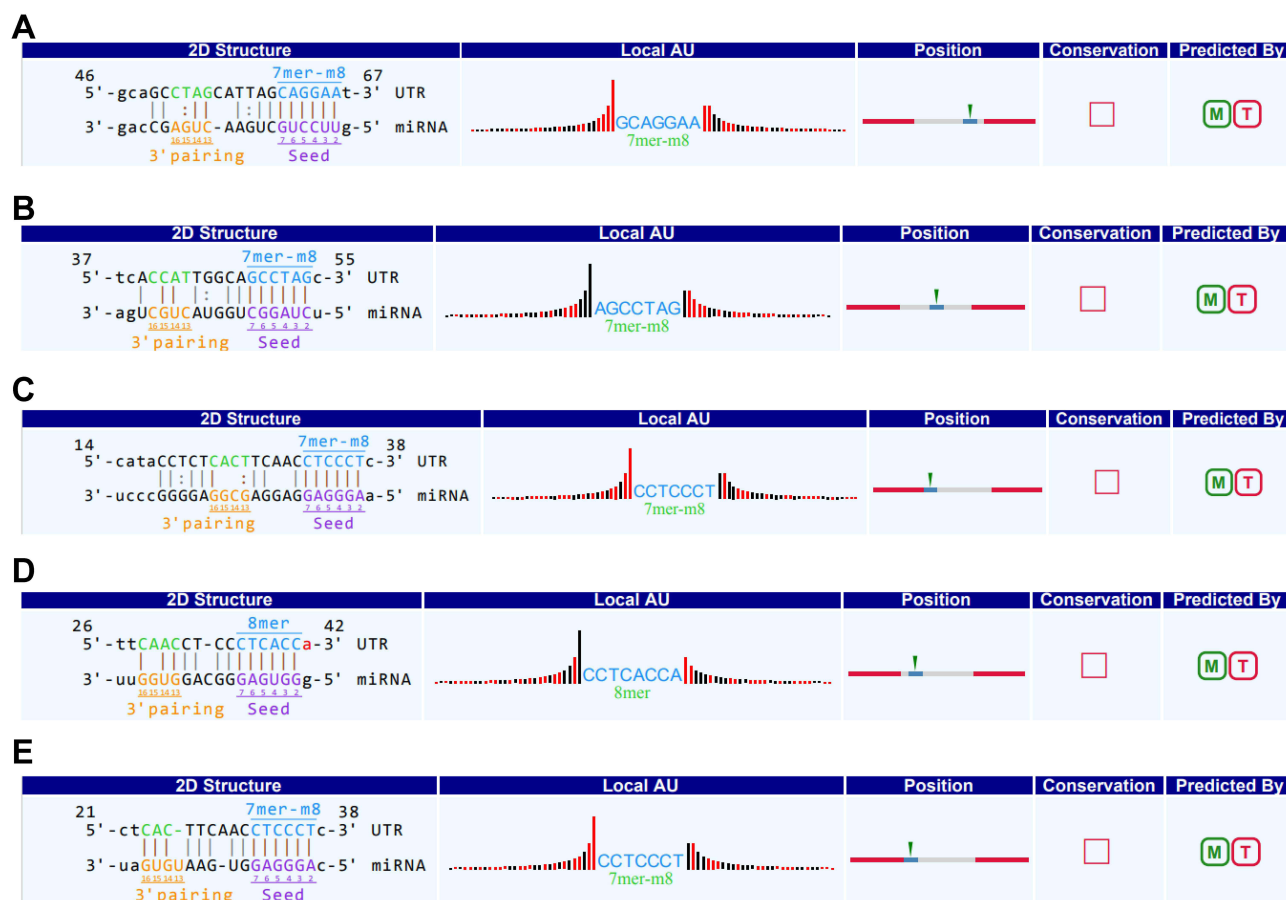 A
2D Structure Local AU Position Conservation Predicted By
46 7mer-m8 67
5'-gcaGCCTAGCATTAGCAGGAAt-3' UTR
3'-gacCGAGUC-AAGUCGUCCUUg-5' miRNA
16 15 14 13 7 6 5 4 3 2
3'pairing Seed
GCAGGAA
7mer-m8
M T
B
2D Structure Local AU Position Conservation Predicted By
37 7mer-m8 55
5'-tcACCATTGGCAGCCTAGc-3' UTR
3'-agUCGUCAUGGUCGGAUCu-5' miRNA
16 15 14 13 7 6 5 4 3 2
3'pairing Seed
AGCCTAG
7mer-m8
M T
C
2D Structure Local AU Position Conservation Predicted By
14 7mer-m8 38
5'-cataCCTCTCACTTCAACCTCCCTc-3' UTR
3'-ucccGGGGAGGCGAGGAGGAGGGAa-5' miRNA
16 15 14 13 7 6 5 4 3 2
3'pairing Seed
CCTCCCT
7mer-m8
M T
D
2D Structure Local AU Position Conservation Predicted By
26 8mer 42
5'-ttCAACCT-CCCTCACCa-3' UTR
3'-uuGGUGGACGGGAGUGGg-5' miRNA
16 15 14 13 7 6 5 4 3 2
3'pairing Seed
CCTCACCA
8mer
M T
E
2D Structure Local AU Position Conservation Predicted By
21 7mer-m8 38
5'-ctCAC-TTCAACCTCCCTc-3' UTR
3'-uaGUGUAAG-UGGAGGGAc-5' miRNA
16 15 14 13 7 6 5 4 3 2
3'pairing Seed
CCTCCCT
7mer-m8
M T